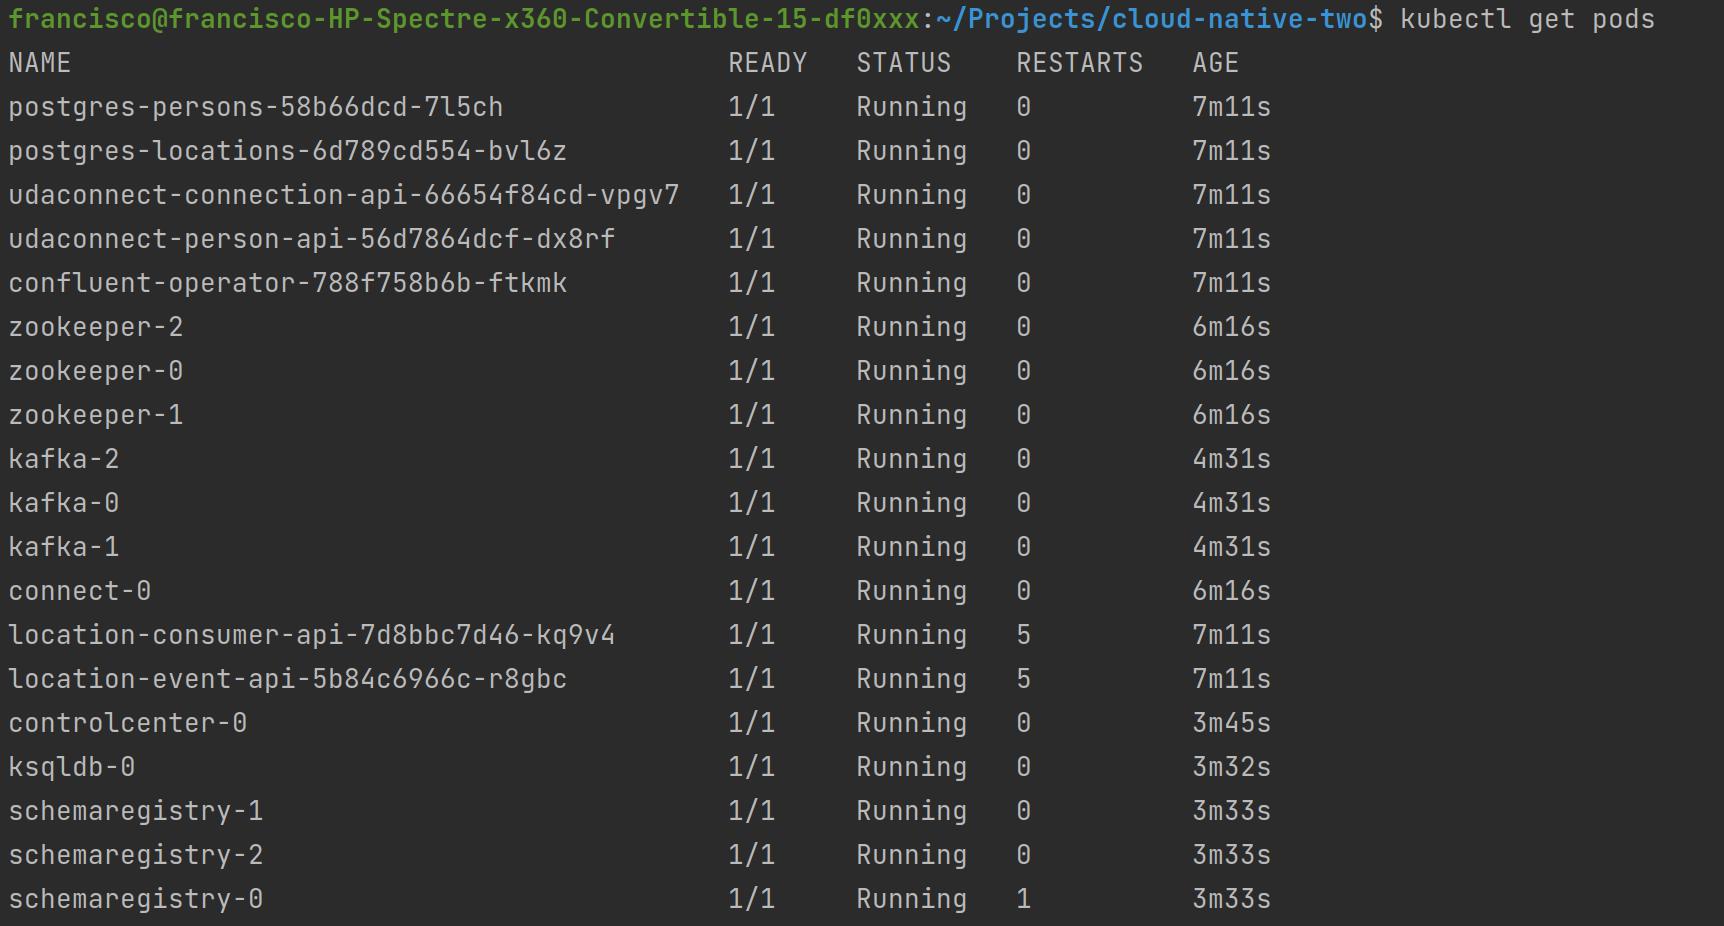 francisco@francisco-HP-Spectre-x360-Convertible-15-df0xxx:~/Projects/cloud-native-two$ kubectl get pods
NAME READY STATUS RESTARTS AGE
postgres-persons-58b66dcd-7l5ch 1/1 Running 0 7m11s
postgres-locations-6d789cd554-bvl6z 1/1 Running 0 7m11s
udaconnect-connection-api-66654f84cd-vpgv7 1/1 Running 0 7m11s
udaconnect-person-api-56d7864dcf-dx8rf 1/1 Running 0 7m11s
confluent-operator-788f758b6b-ftkmk 1/1 Running 0 7m11s
zookeeper-2 1/1 Running 0 6m16s
zookeeper-0 1/1 Running 0 6m16s
zookeeper-1 1/1 Running 0 6m16s
kafka-2 1/1 Running 0 4m31s
kafka-0 1/1 Running 0 4m31s
kafka-1 1/1 Running 0 4m31s
connect-0 1/1 Running 0 6m16s
location-consumer-api-7d8bbc7d46-kq9v4 1/1 Running 5 7m11s
location-event-api-5b84c6966c-r8gbc 1/1 Running 5 7m11s
controlcenter-0 1/1 Running 0 3m45s
ksqldb-0 1/1 Running 0 3m32s
schemaregistry-1 1/1 Running 0 3m33s
schemaregistry-2 1/1 Running 0 3m33s
schemaregistry-0 1/1 Running 1 3m33s